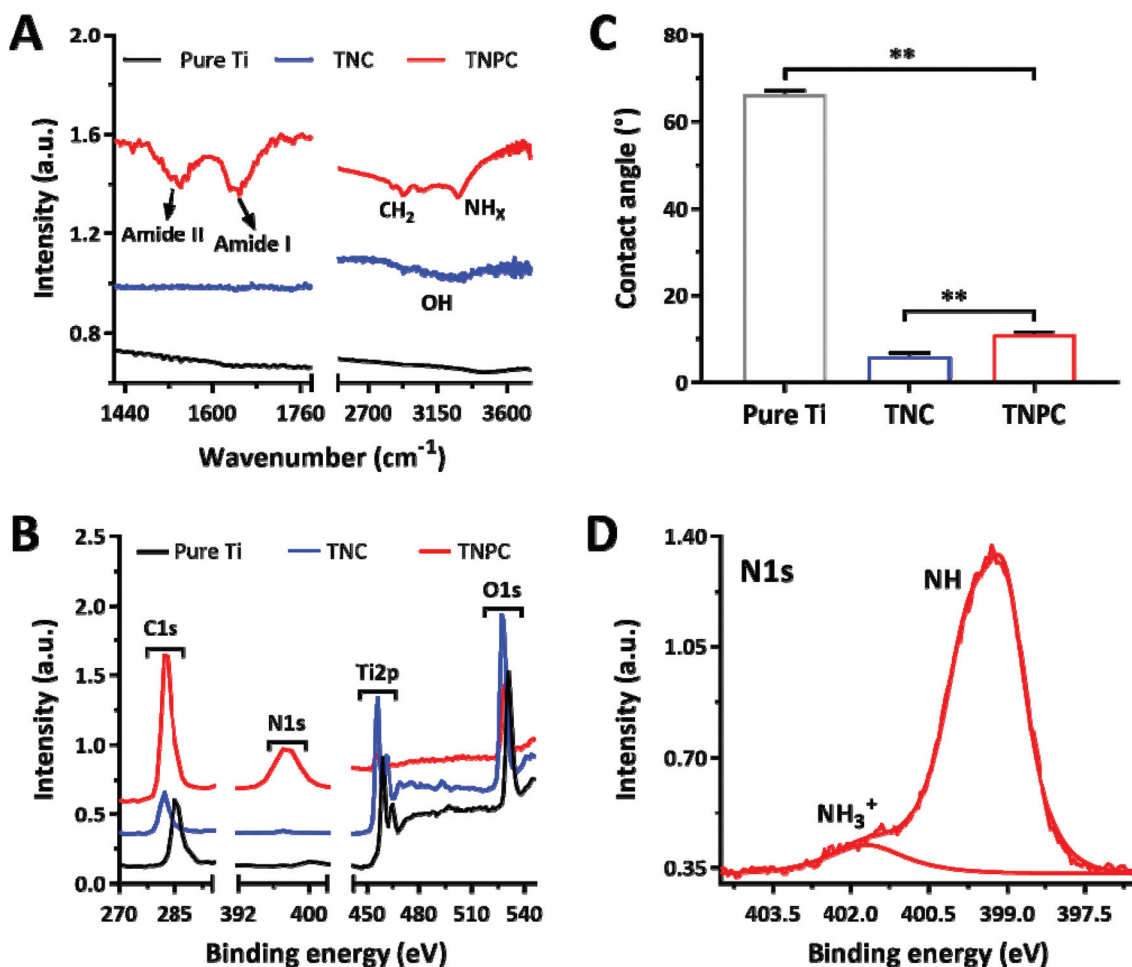 A
Pure Ti TNC TNPC
2.0
1.6
1.2
0.8
Intensity (a.u.)
Amide II
Amide I
CH2
NHX
OH
1440 1600 1760 2700 3150 3600
Wavenumber (cm-1)
C
**
**
80
60
40
20
0
Contact angle (°)
Pure Ti TNC TNPC
B
Pure Ti TNC TNPC
2.5
2.0
1.5
1.0
0.5
0.0
Intensity (a.u.)
C1s
N1s
Ti2p
O1s
270 285 392 400 450 480 510 540
Binding energy (eV)
D
N1s
NH
NH3+
1.40
1.05
0.70
0.35
Intensity (a.u.)
403.5 402.0 400.5 399.0 397.5
Binding energy (eV)